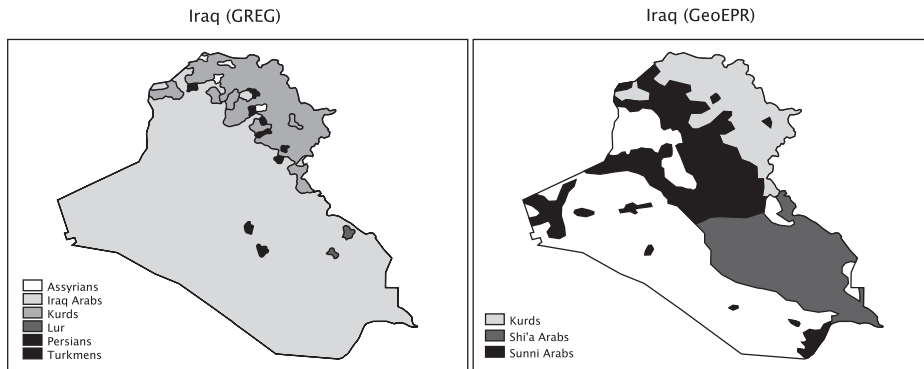 Iraq (GREG)
Assyrians
Iraq Arabs
Kurds
Lur
Persians
Turkmens
Iraq (GeoEPR)
Kurds
Shi'a Arabs
Sunni Arabs